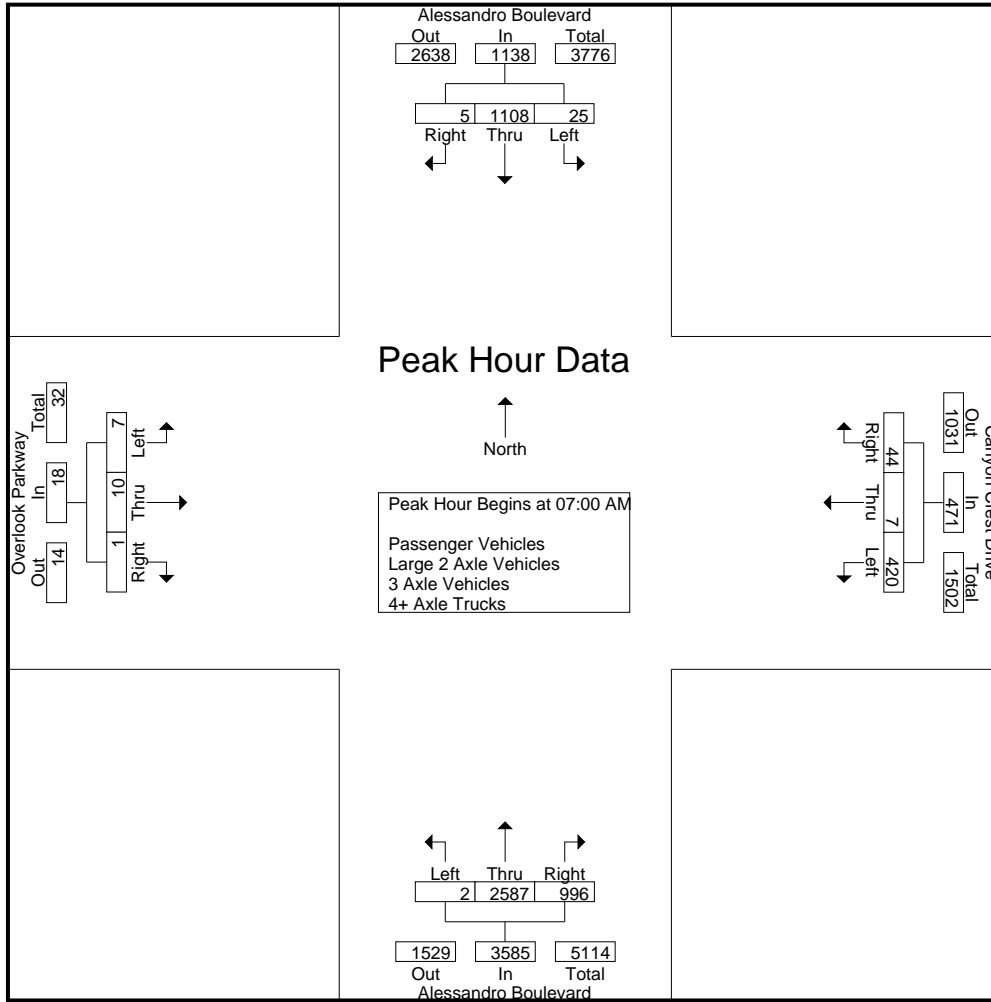 Alessandro Boulevard
Out In Total
2638 1138 3776
5 1108 25
Right Thru Left
Peak Hour Data
North
Peak Hour Begins at 07:00 AM
Passenger Vehicles
Large 2 Axle Vehicles
3 Axle Vehicles
4+ Axle Trucks
Overlook Parkway
Out In Total
14 18 32
1 10 7
Right Thru Left
Canyon Crest Drive
Out In Total
1031 471 1502
44 7 420
Right Thru Left
Left Thru Right
2 2587 996
1529 3585 5114
Out In Total
Alessandro Boulevard